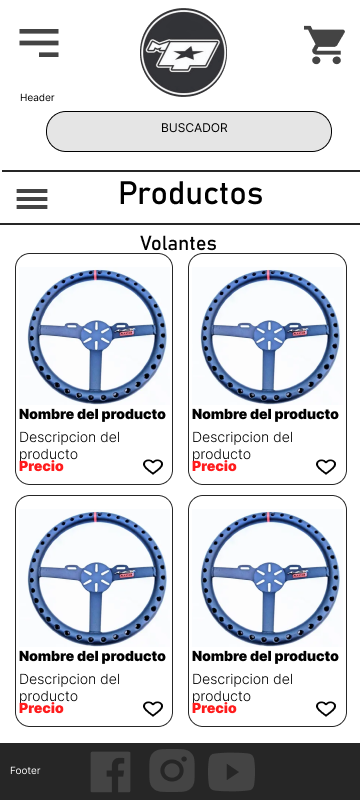 Header
BUSCADOR
Productos
Volantes
Nombre del producto
Descripcion del
producto
Precio
Nombre del producto
Descripcion del
producto
Precio
Nombre del producto
Descripcion del
producto
Precio
Nombre del producto
Descripcion del
producto
Precio
Footer